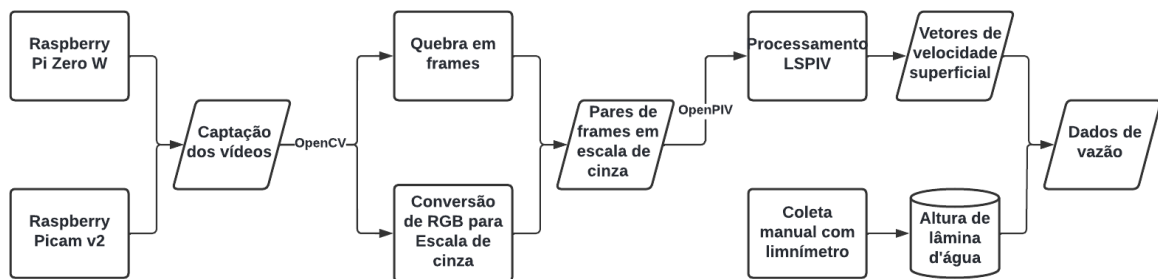 Raspberry
Pi Zero W
Raspberry
Picam v2
Captação
dos vídeos
OpenCV
Quebra em
frames
Conversão
de RGB para
Escala de
cinza
Pares de
frames em
escala de
cinza
OpenPIV
Processamento
LSPIV
Vetores de
velocidade
superficial
Coleta
manual com
limnímetro
Altura de
lâmina
d'água
Dados de
vazão